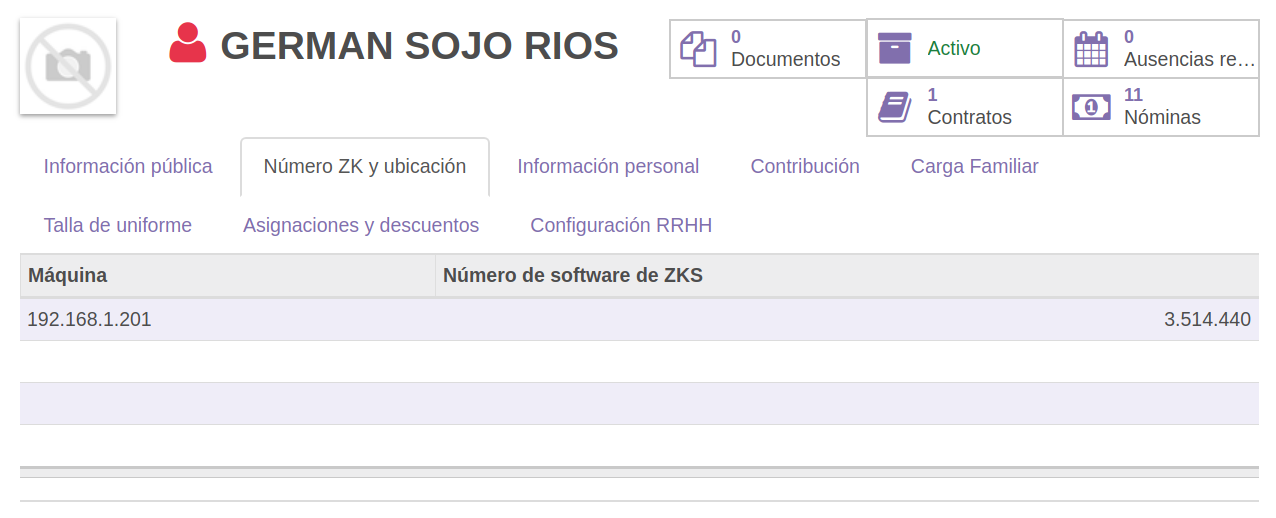 GERMAN SOJO RIOS
0
Documentos
Activo
0
Ausencias re…
1
Contratos
1
11
Nóminas
Información pública
Número ZK y ubicación
Información personal
Contribución
Carga Familiar
Talla de uniforme
Asignaciones y descuentos
Configuración RRHH
Máquina
Número de software de ZKS
192.168.1.201
3.514.440